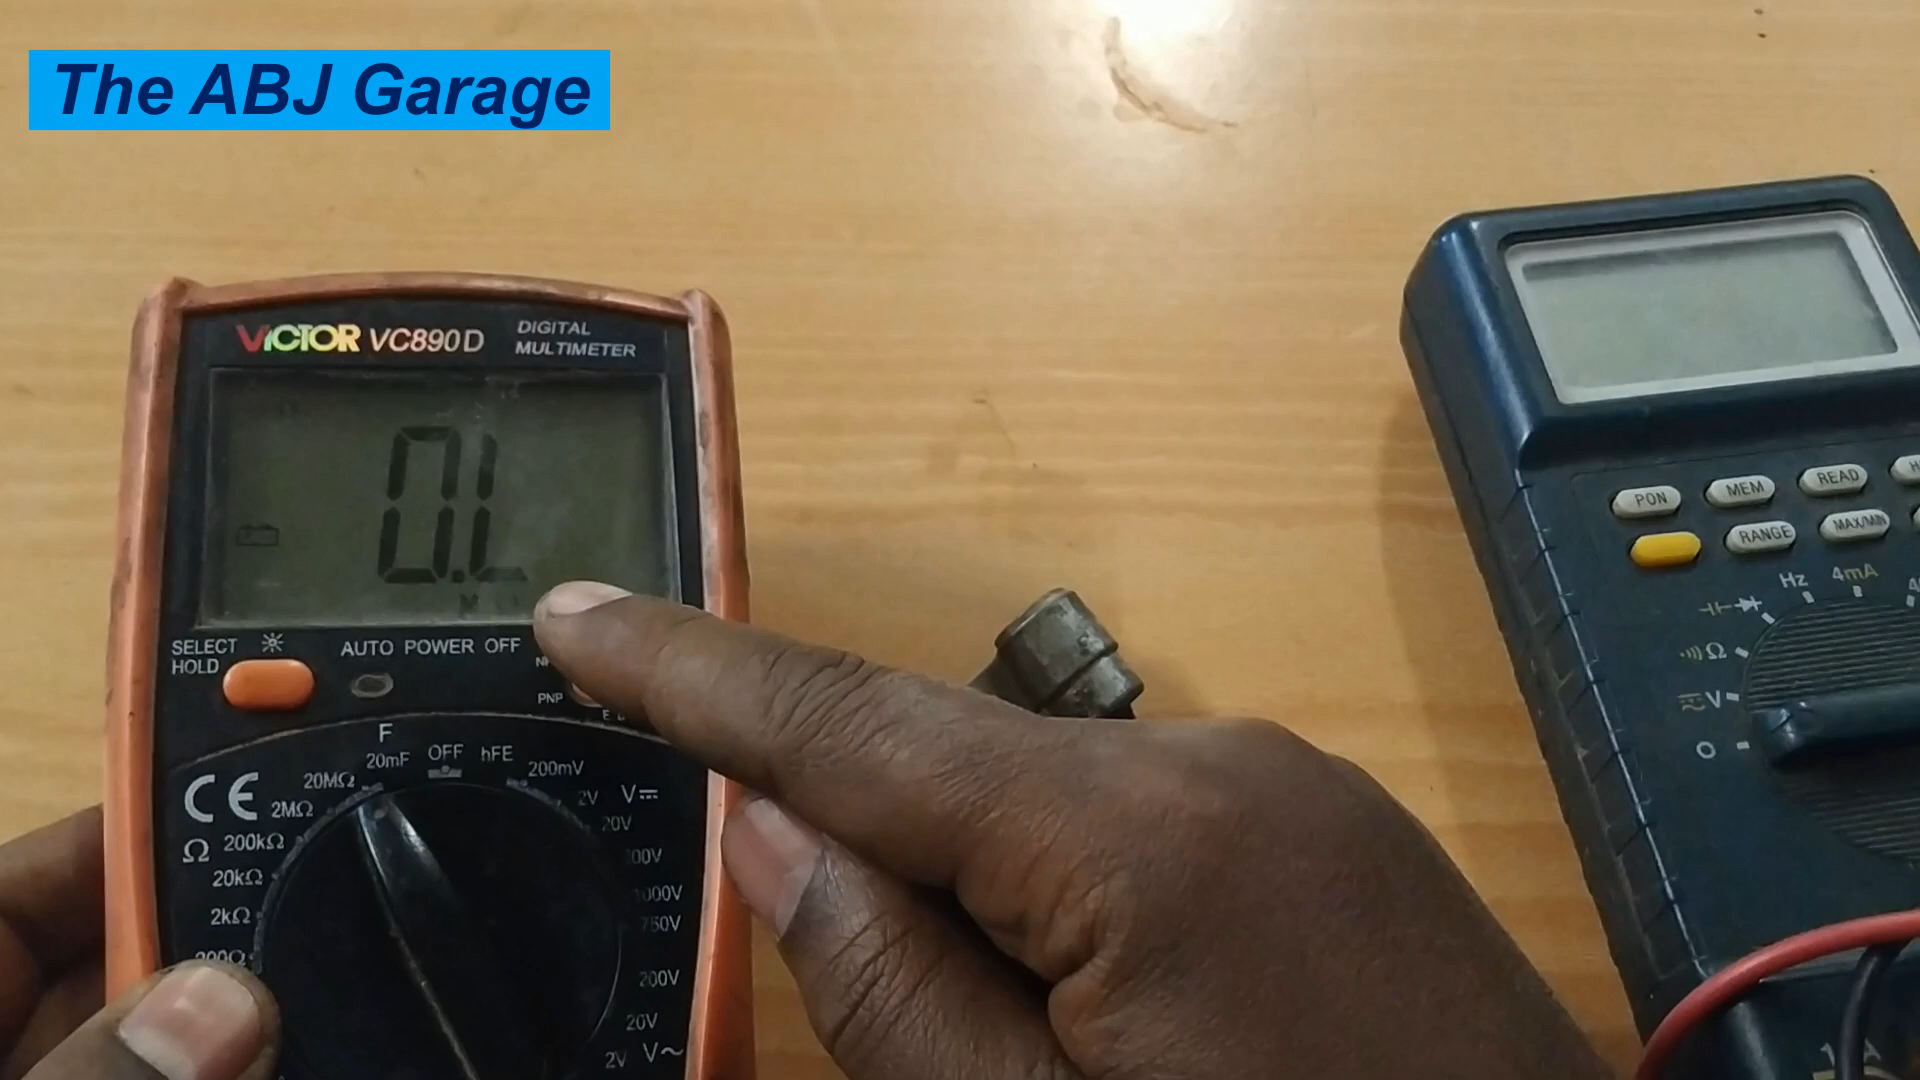 The ABJ Garage
VICTOR VC890D DIGITAL MULTIMETER
0.L
SELECT
HOLD
AUTO POWER OFF
PNP
F
20mF
OFF
hFE
200mV
20MΩ
2MΩ
Ω
200kΩ
20kΩ
2kΩ
200Ω
CE
2V
V
20V
1000V
750V
200V
20V
2V V~
PON
MEM
READ
RANGE
MAX/MIN
Hz
4mA
Ω
V